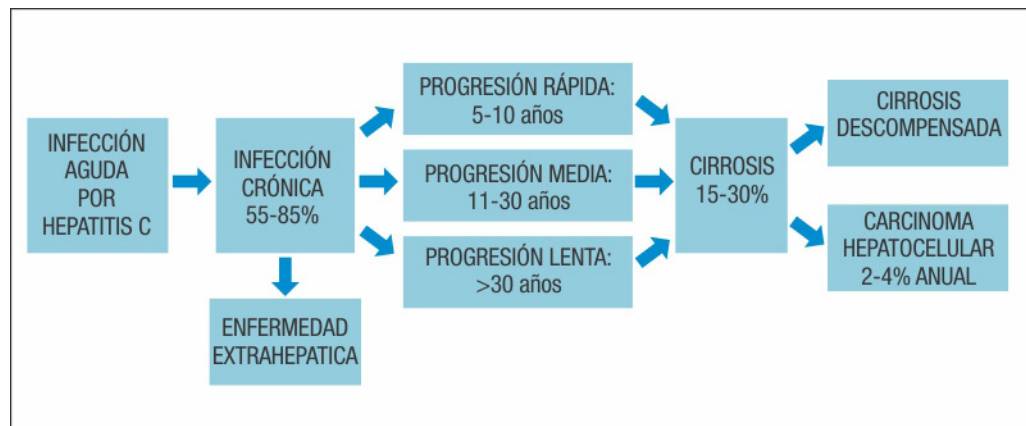 INFECCIÓN
AGUDA
POR
HEPATITIS C
INFECCIÓN
CRÓNICA
55-85%
ENFERMEDAD
EXTRAHEPATICA
PROGRESIÓN RÁPIDA:
5-10 años
PROGRESIÓN MEDIA:
11-30 años
PROGRESIÓN LENTA:
>30 años
CIRROSIS
15-30%
CIRROSIS
DESCOMPENSADA
CARCINOMA
HEPATOCELULAR
2-4% ANUAL